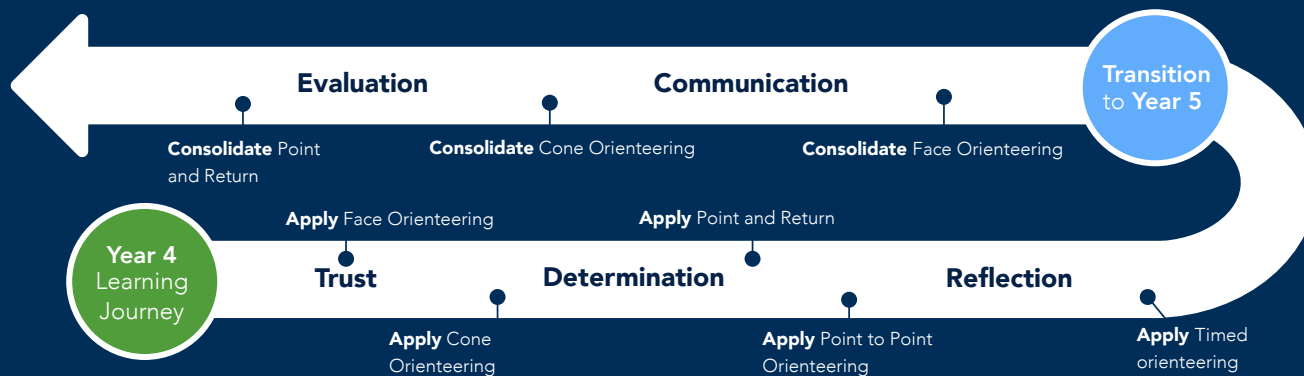 Evaluation
Communication
Transition
to Year 5
Consolidate Point
and Return
Consolidate Cone Orienteering
Consolidate Face Orienteering
Apply Face Orienteering
Apply Point and Return
Year 4
Learning
Journey
Trust
Determination
Reflection
Apply Cone
Orienteering
Apply Point to Point
Orienteering
Apply Timed
orienteering